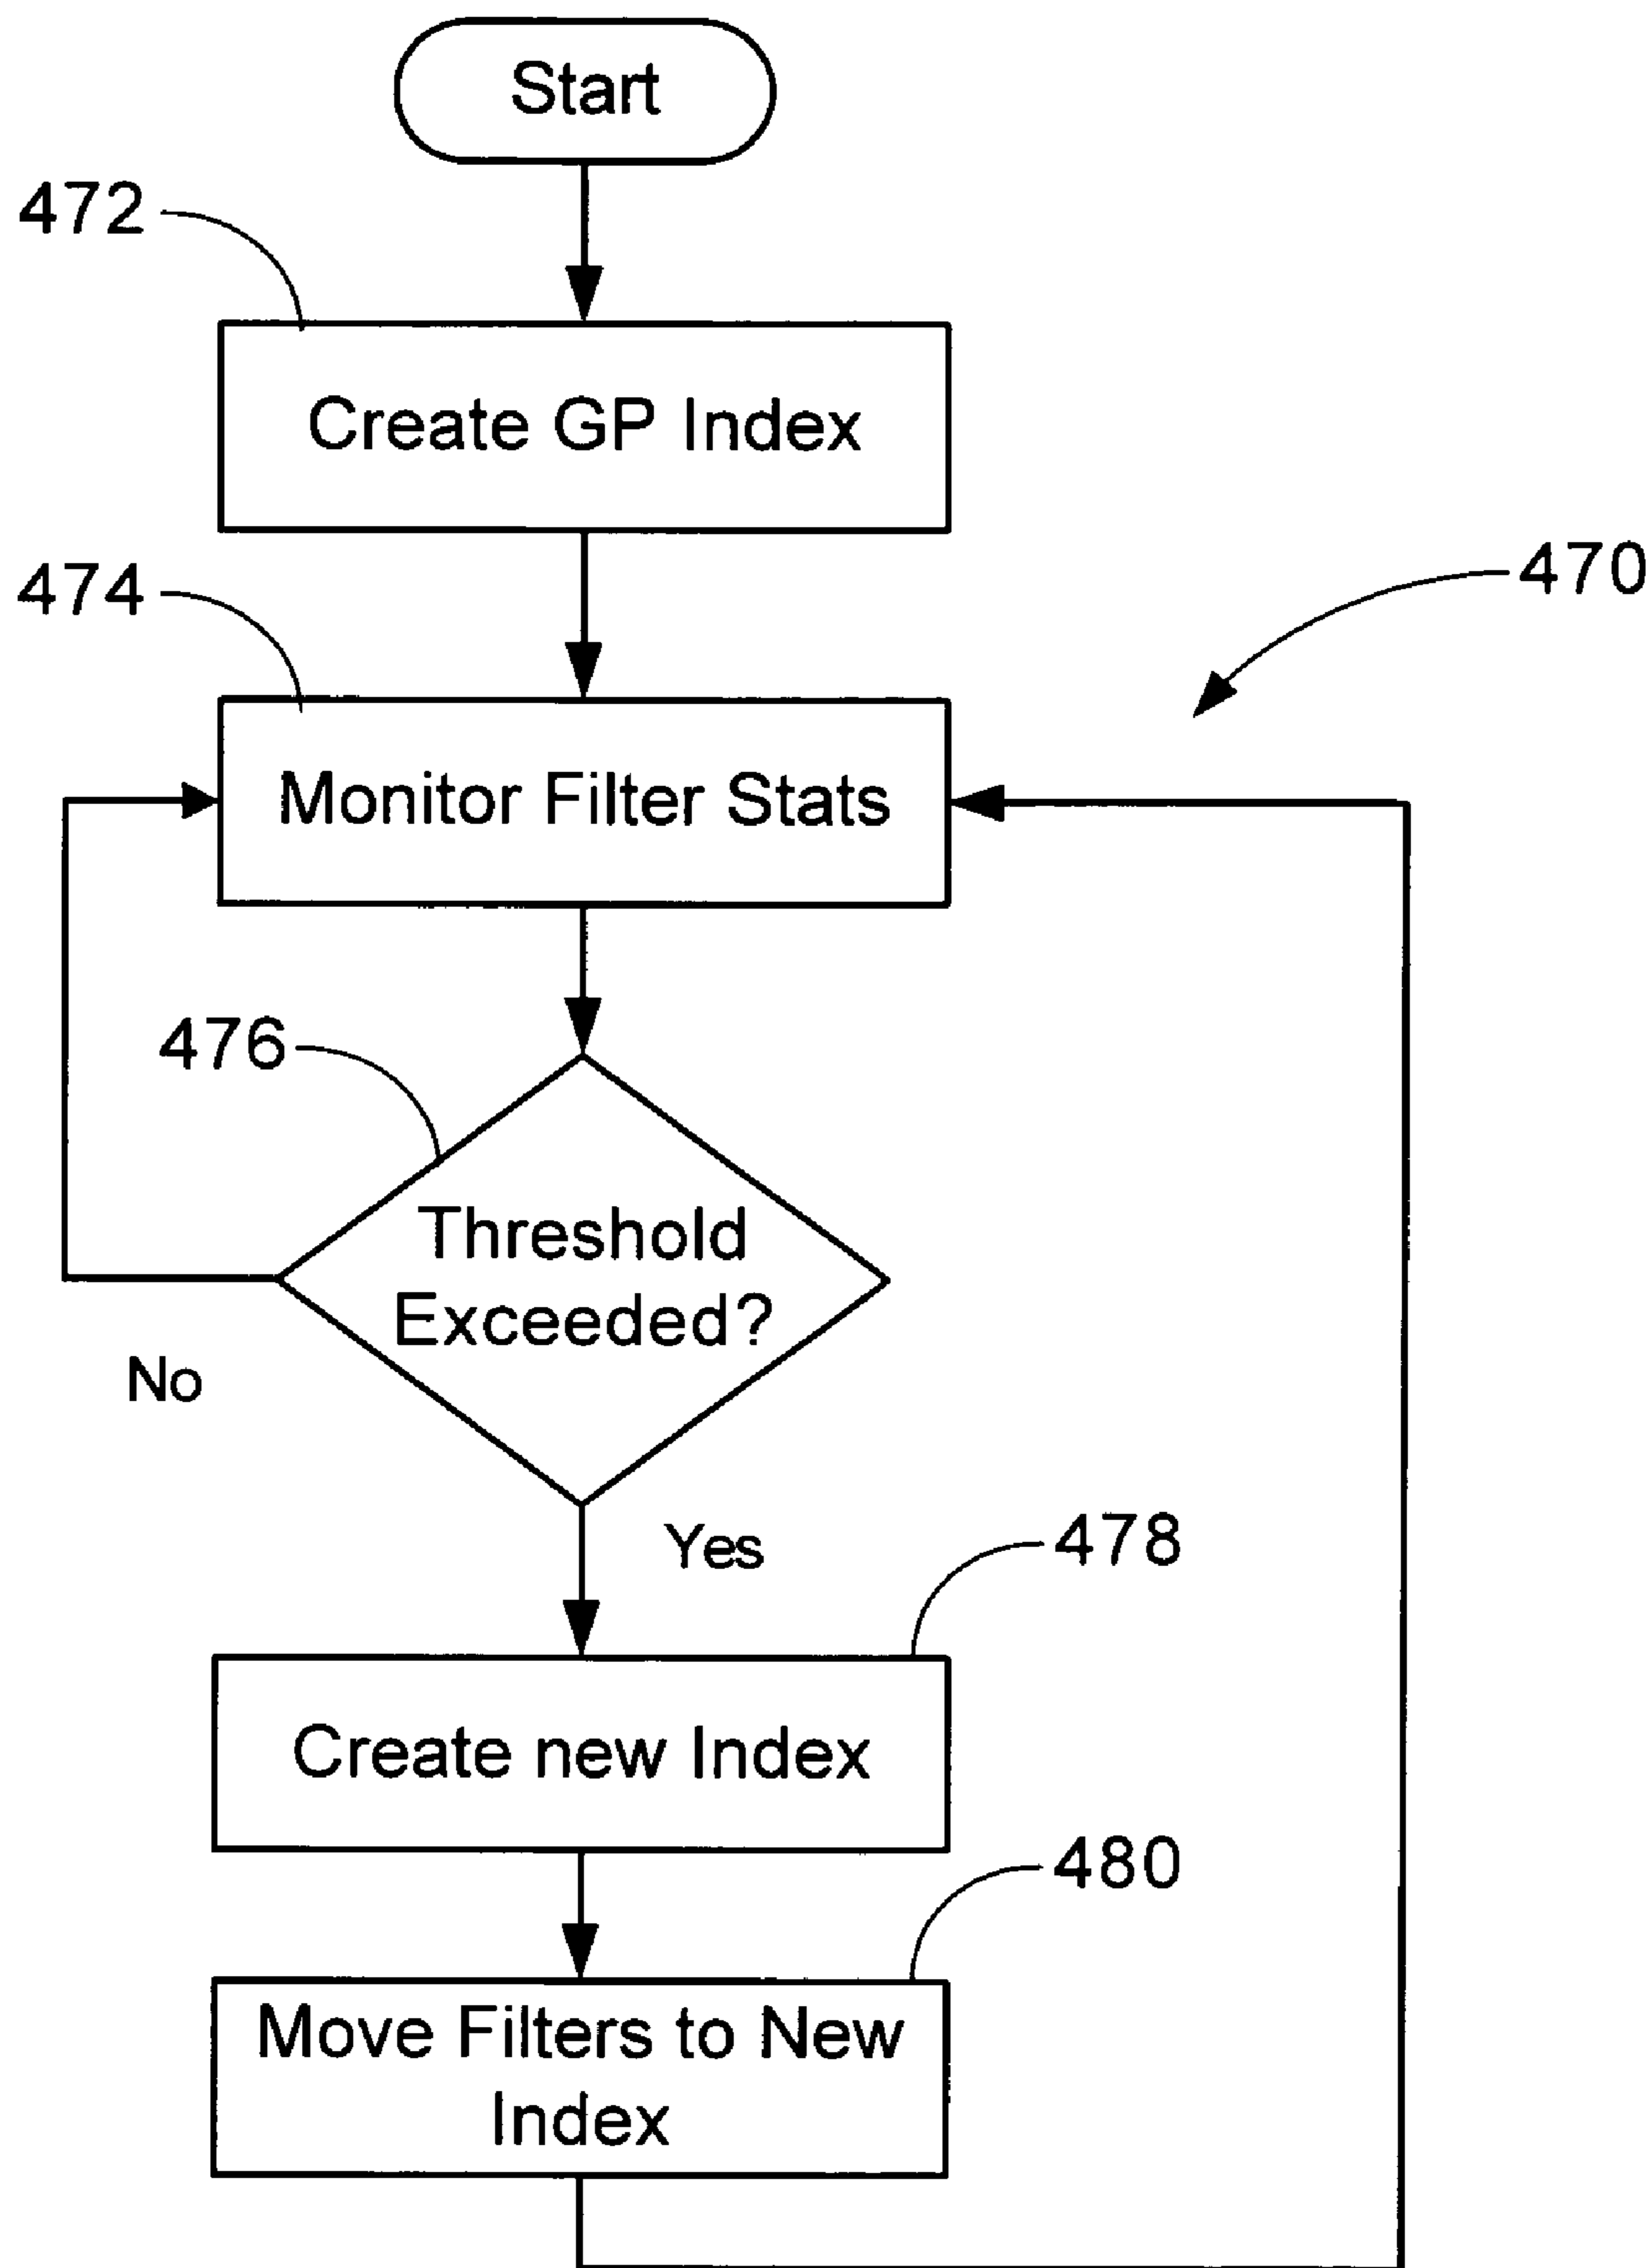 Start
472
Create GP Index
474
470
Monitor Filter Stats
476
Threshold
Exceeded?
No
Yes
478
Create new Index
480
Move Filters to New
Index